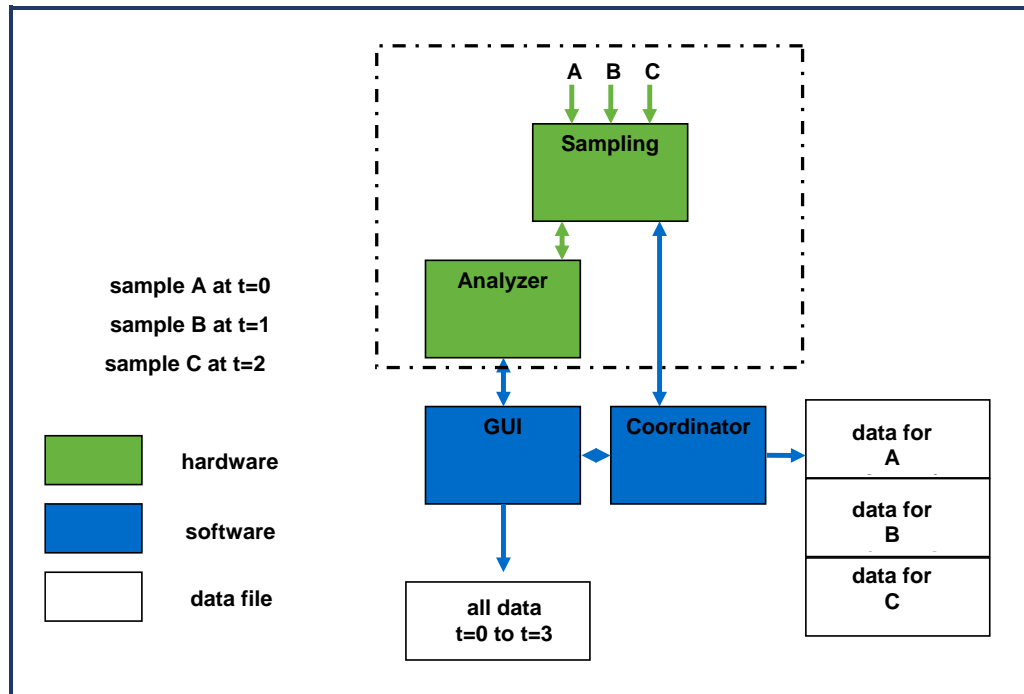 A B C
Sampling
Analyzer
sample A at t=0
sample B at t=1
sample C at t=2
GUI
Coordinator
data for
A
hardware
data for
B
software
data for
C
data file
all data
t=0 to t=3